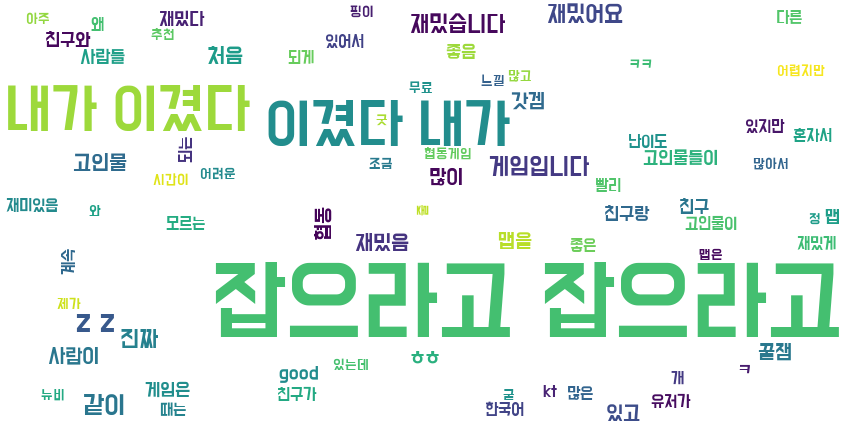 아주
왜
재밌다
핑이
재밌습니다
재밌어요
다른
친구와
추천
있어서
사람들
처음
되게
좋음
ㅋㅋ
어렵지만
내가 이겼다
이겼다 내가
무료
느낄
많고
갓겜
굿
되는
협동게임
난이도
있지만
혼자서
고인물
시간이
어려운
조금
많이
게임입니다
고인물들이
많아서
빨리
재미있음
와
모르는
협동
재밌음
맵을
좋은
친구랑
친구
고인물이
정
맵
재밌게
맵은
계속
잡으라고 잡으라고
제가
z z
진짜
사람이
ㅎㅎ
꿀잼
있는데
good
ㅋ
개
뉴비
같이
게임은
때는
친구가
굳
한국어
kt
많은
있고
유저가